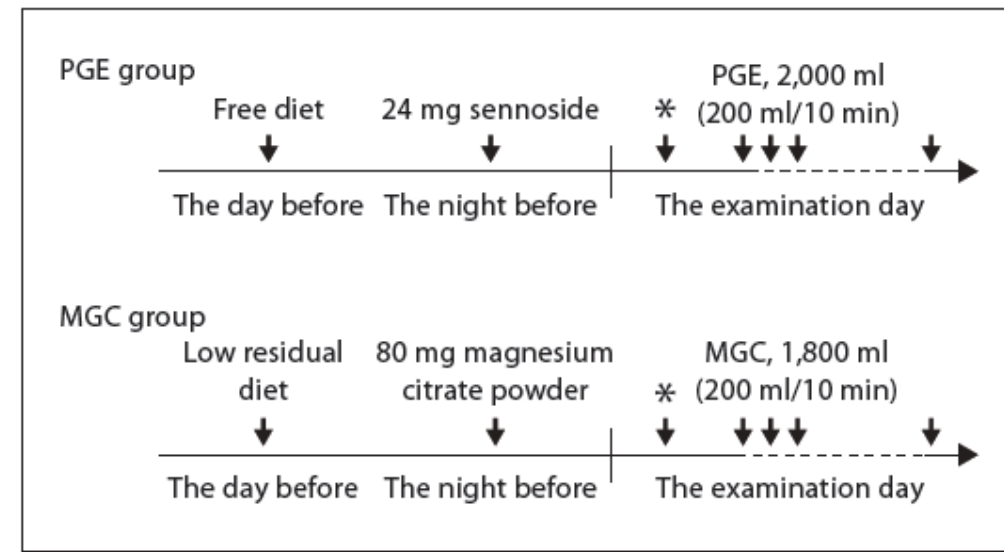 PGE group
PGE, 2,000 ml
Free diet 24 mg sennoside * (200 ml/10 min)
The day before The night before The examination day
MGC group
Low residual 80 mg magnesium MGC, 1,800 ml
diet citrate powder * (200 ml/10 min)
The day before The night before The examination day